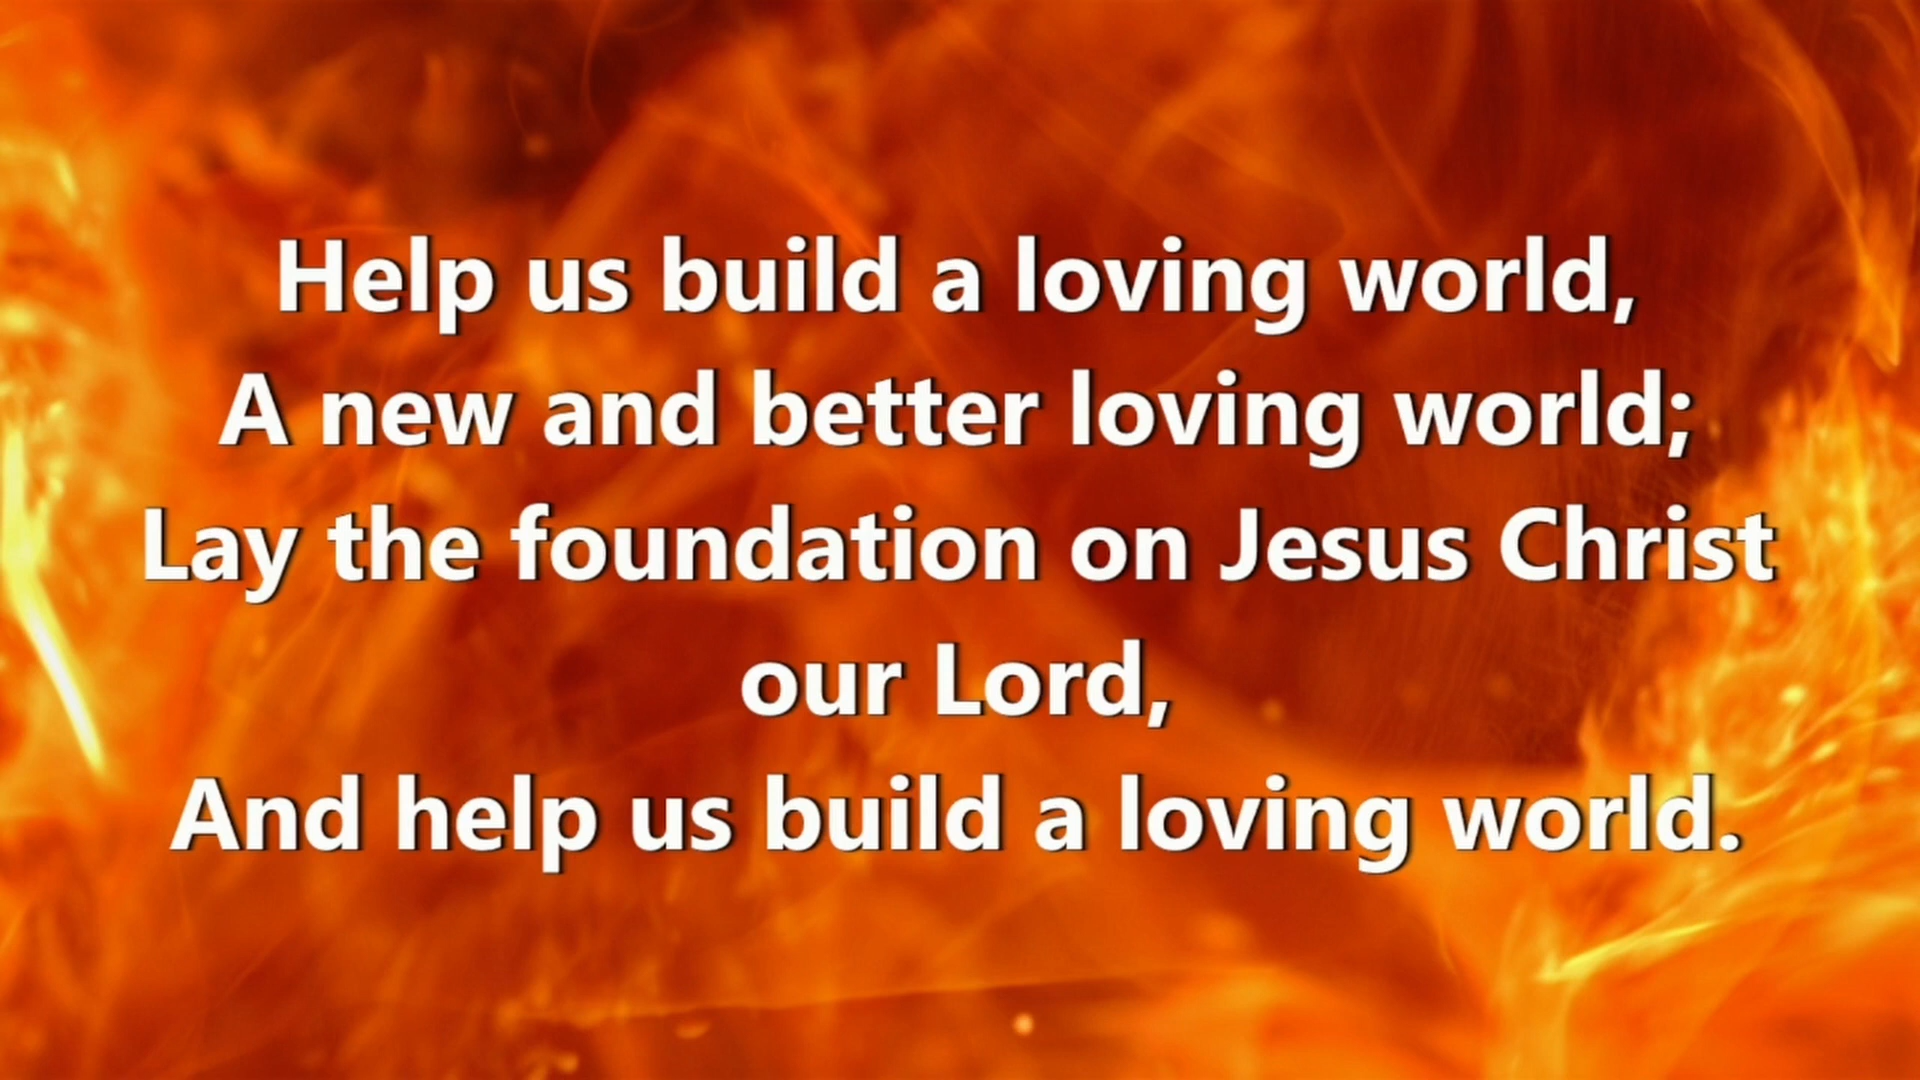 Help us build a loving world,
A new and better loving world;
Lay the foundation on Jesus Christ
our Lord,
And help us build a loving world.